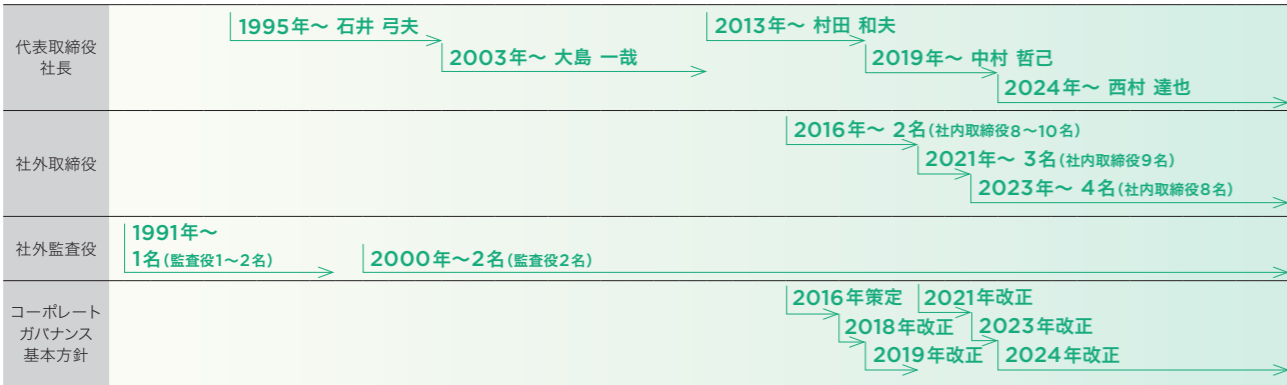 代表取締役
社長
1995年〜 石井 弓夫
2003年〜 大島 一哉
2013年〜 村田 和夫
2019年〜 中村 哲己
2024年〜 西村 達也
社外取締役
2016年〜 2名(社内取締役8〜10名)
2021年〜 3名(社内取締役9名)
2023年〜 4名(社内取締役8名)
社外監査役
1991年〜
1名(監査役1〜2名)
2000年〜2名(監査役2名)
コーポレート
ガバナンス
基本方針
2016年策定
2018年改正
2019年改正
2021年改正
2023年改正
2024年改正